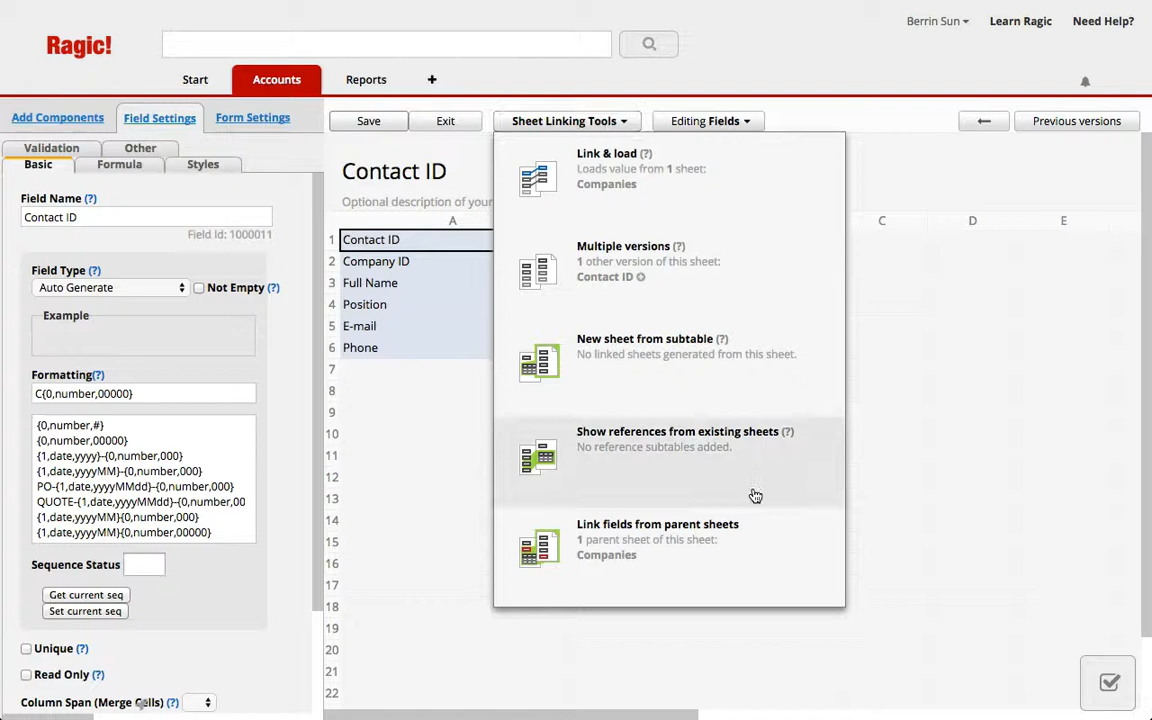 Berrin Sun
Learn Ragic
Need Help?
Ragic!
Start
Accounts
Reports
Add Components
Field Settings
Form Settings
Save
Exit
Sheet Linking Tools
Editing Fields
Previous versions
Validation
Other
Basic
Formula
Styles
Field Name (?)
Contact ID
Field Id: 1000011
Field Type (?)
Auto Generate
Not Empty (?)
Example
Formatting(?)
C{0,number,00000}
{0,number,#}
{0,number,00000}
{1,date,yyyy}-{0,number,000}
{1,date,yyyyMM}-{0,number,000}
PO-{1,date,yyyyMMdd}-{0,number,000}
QUOTE-{1,date,yyyyMMdd}-{0,number,00
{1,date,yyyyMM}{0,number,000}
{1,date,yyyyMM}{0,number,00000}
Sequence Status
Get current seq
Set current seq
Unique (?)
Read Only (?)
Column Span (Merge Cells) (?)
Contact ID
Optional description of your
A
C
D
E
1 Contact ID
2 Company ID
3 Full Name
4 Position
5 E-mail
6 Phone
7
8
9
10
11
12
13
14
15
16
17
18
19
20
21
22
Link & load (?)
Loads value from 1 sheet:
Companies
Multiple versions (?)
1 other version of this sheet:
Contact ID
New sheet from subtable (?)
No linked sheets generated from this sheet.
Show references from existing sheets (?)
No reference subtables added.
Link fields from parent sheets
1 parent sheet of this sheet:
Companies